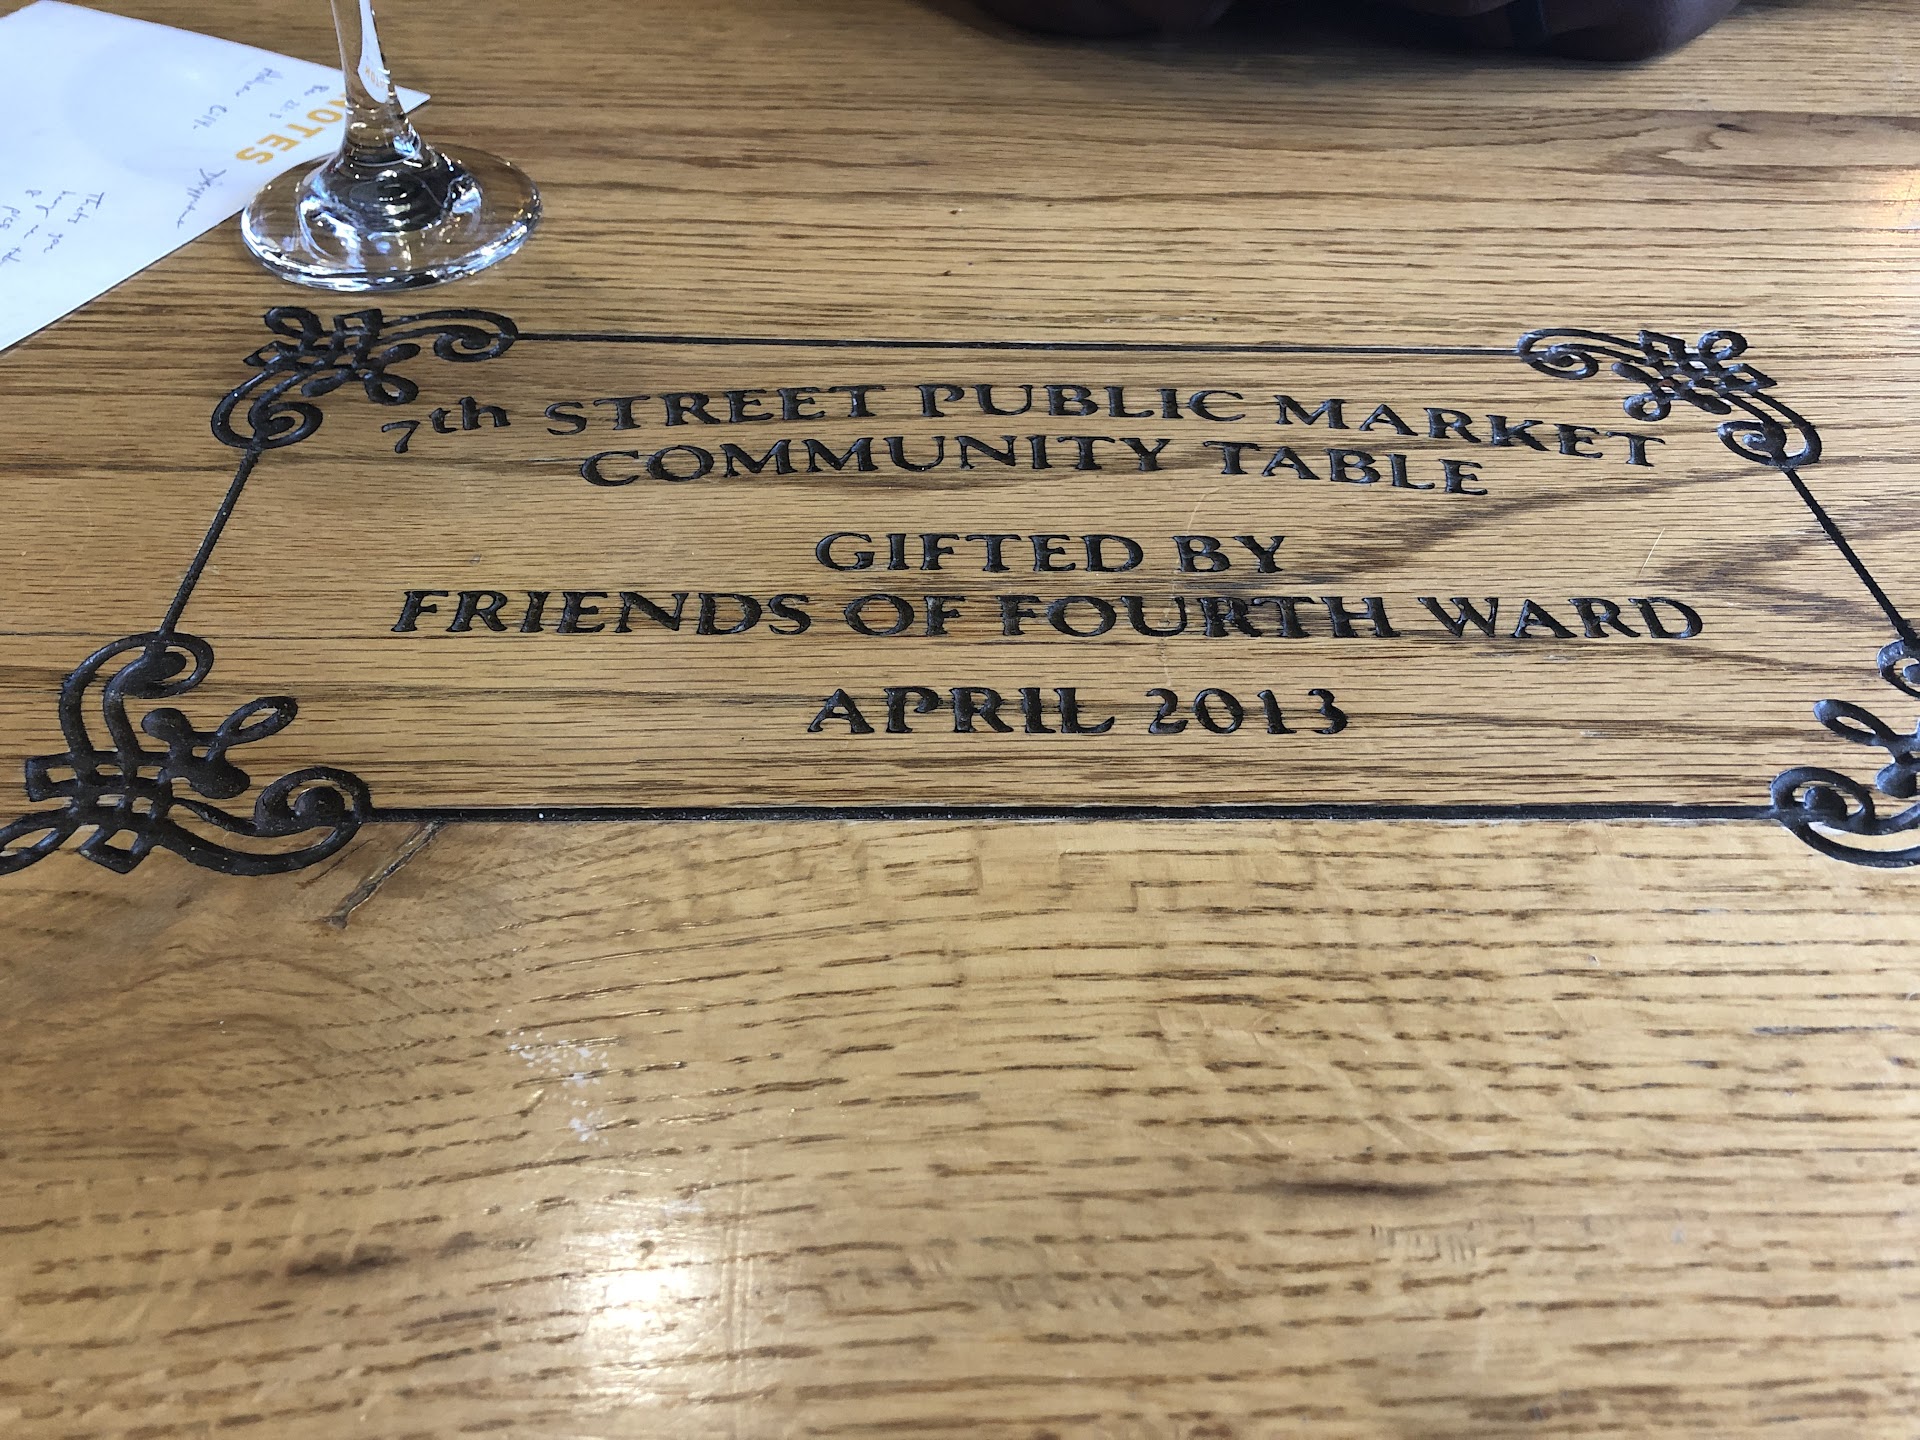 NOTES
7th STREET PUBLIC MARKET
COMMUNITY TABLE
GIFTED BY
FRIENDS OF FOURTH WARD
APRIL 2013